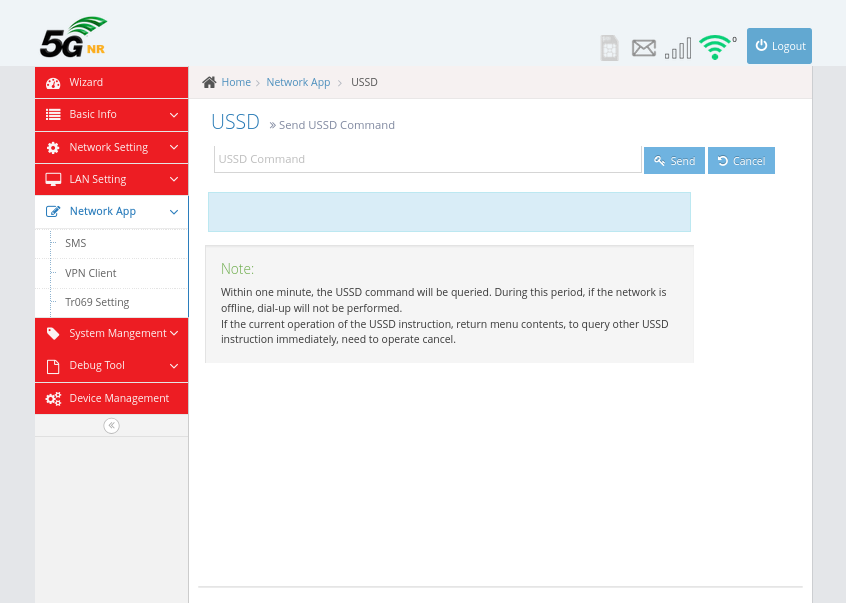 5G NR
0
Logout
Wizard
Home > Network App > USSD
Basic Info
USSD » Send USSD Command
Network Setting
USSD Command
Send
Cancel
LAN Setting
Network App
SMS
VPN Client
Tr069 Setting
System Mangement
Debug Tool
Device Management
Note:
Within one minute, the USSD command will be queried. During this period, if the network is
offline, dial-up will not be performed.
If the current operation of the USSD instruction, return menu contents, to query other USSD
instruction immediately, need to operate cancel.